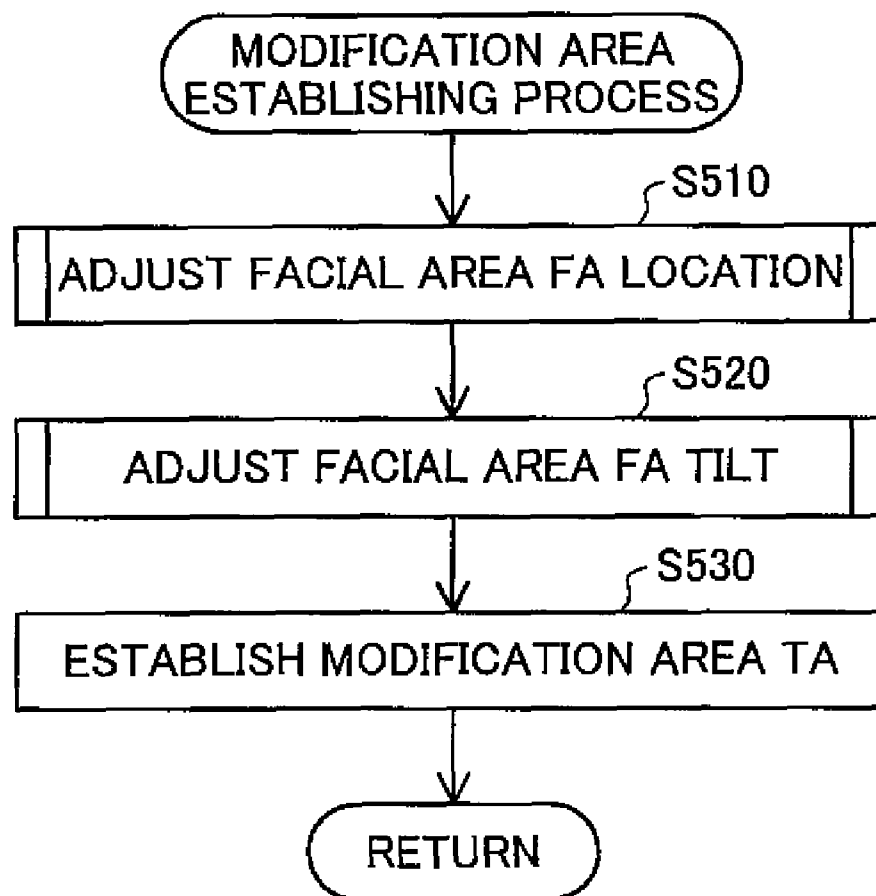 MODIFICATION AREA
ESTABLISHING PROCESS
S510
ADJUST FACIAL AREA FA LOCATION
S520
ADJUST FACIAL AREA FA TILT
S530
ESTABLISH MODIFICATION AREA TA
RETURN